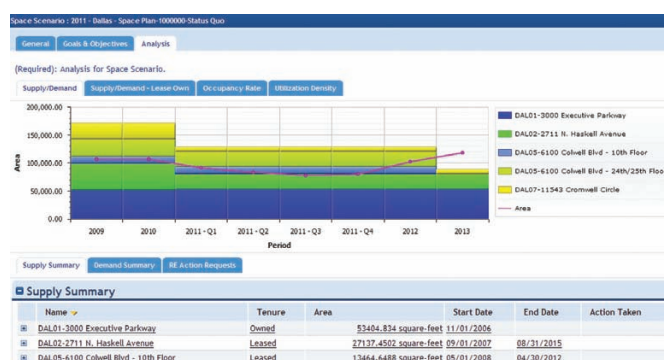 Space Scenario : 2011 - Dallas - Space Plan-1000000-Status Quo
General Goals & Objectives Analysis
(Required): Analysis for Space Scenario.
Supply/Demand Supply/Demand - Lease Own Occupancy Rate Utilization Density
200,000.00
150,000.00
100,000.00
50,000.00
0.00
Area
2009 2010 2011 - Q1 2011 - Q2 2011 - Q3 2011 - Q4 2012 2013
Period
DAL01-3000 Executive Parkway
DAL02-2711 N. Haskell Avenue
DAL05-6100 Colwell Blvd - 10th Floor
DAL05-6100 Colwell Blvd - 24th/25th Floo
DAL07-11543 Cromwell Circle
Area
Supply Summary Demand Summary RE Action Requests
Supply Summary
Name Tenure Area Start Date End Date Action Taken
DAL01-3000 Executive Parkway Owned 53404.834 square-feet 11/01/2006
DAL02-2711 N. Haskell Avenue Leased 27137.4502 square-feet 09/01/2007 08/31/2015
DAL05-6100 Colwell Blvd - 10th Floor Leased 13464.6488 square-feet 05/01/2008 04/30/2012